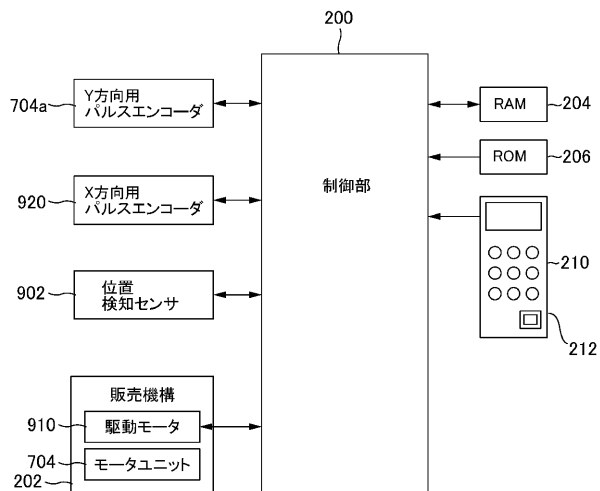 200
Y方向用
パルスエンコーダ
704a
RAM
204
ROM
206
X方向用
パルスエンコーダ
920
制御部
210
位置
検知センサ
902
212
販売機構
910
駆動モータ
704
モータユニット
202